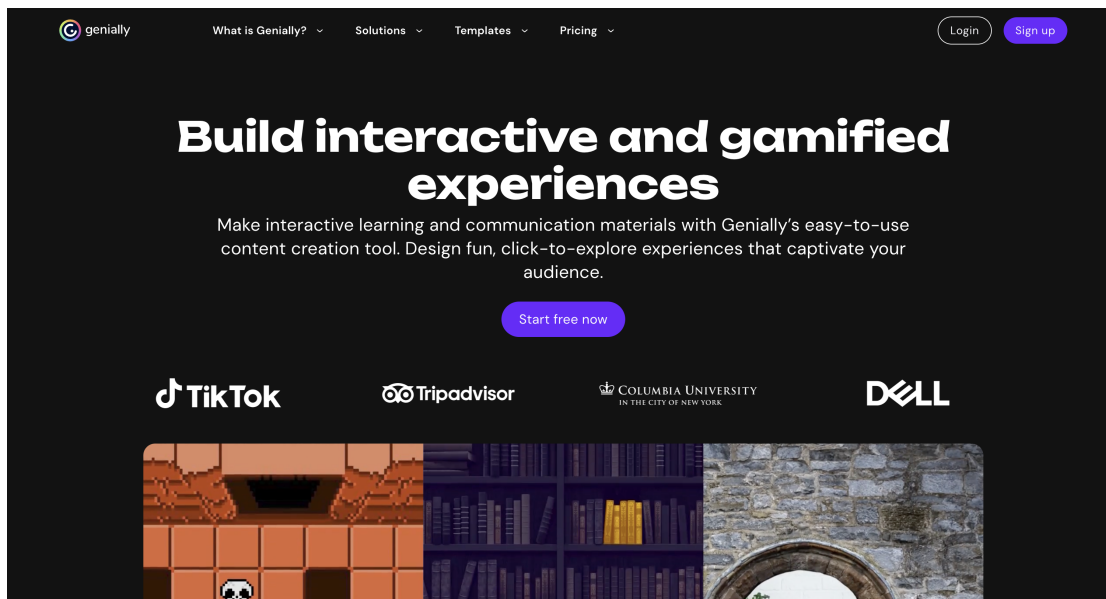 genially
What is Genially?
Solutions
Templates
Pricing
Login
Sign up
Build interactive and gamified
experiences
Make interactive learning and communication materials with Genially’s easy-to-use
content creation tool. Design fun, click-to-explore experiences that captivate your
audience.
Start free now
TikTok
Tripadvisor
COLUMBIA UNIVERSITY
IN THE CITY OF NEW YORK
DELL